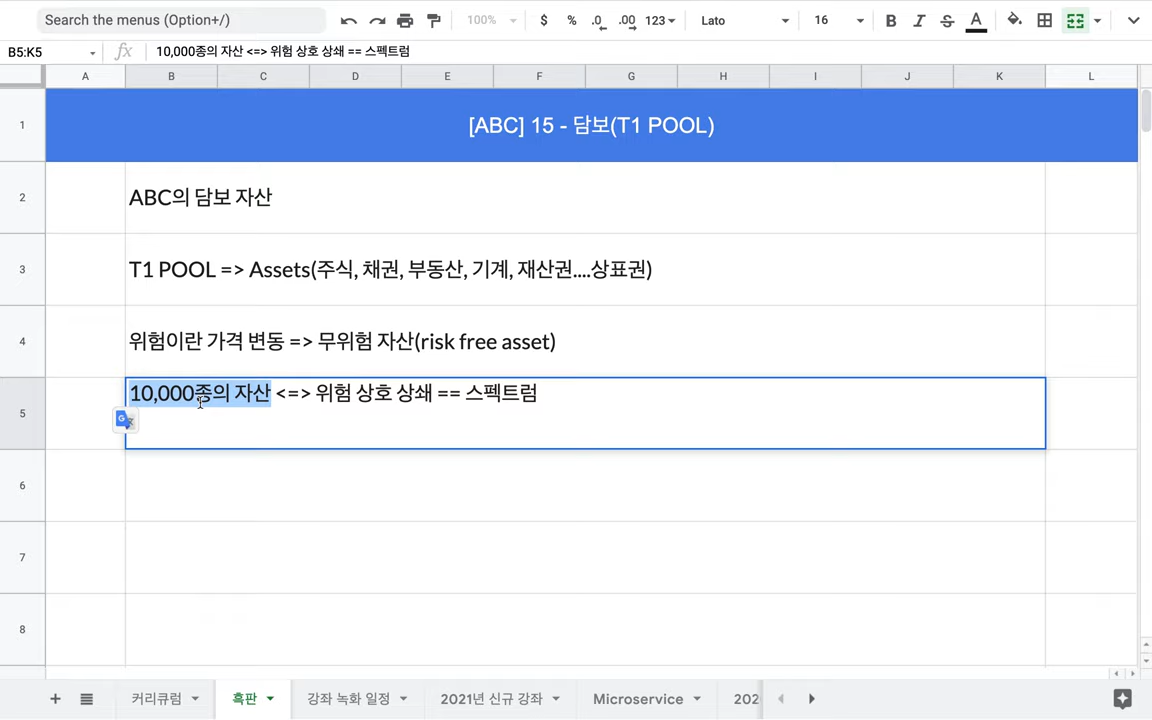 Search the menus (Option+/) 100% $ % .0 .00 123 Lato 16 B I S A
B5:K5 fx 10,000종의 자산 <=> 위험 상호 상쇄 == 스펙트럼
A B C D E F G H I J K L
1 [ABC] 15 - 담보(T1 POOL)
2 ABC의 담보 자산
3 T1 POOL => Assets(주식, 채권, 부동산, 기계, 재산권....상표권)
4 위험이란 가격 변동 => 무위험 자산(risk free asset)
5 10,000종의 자산 <=> 위험 상호 상쇄 == 스펙트럼
6
7
8
+ 커리큘럼 흑판 강좌 녹화 일정 2021년 신규 강좌 Microservice 202